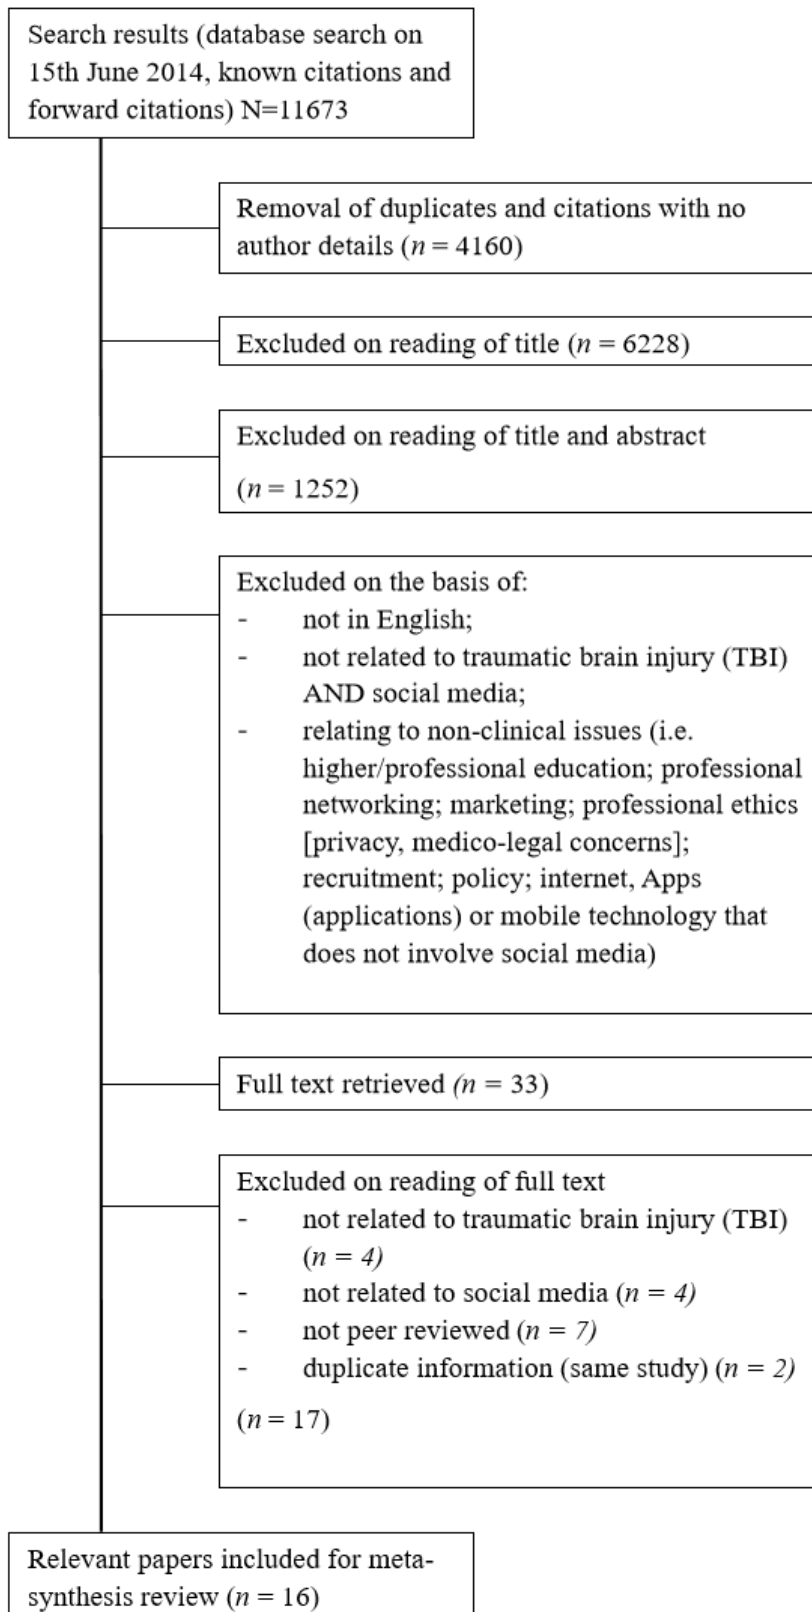 Search results (database search on
15th June 2014, known citations and
forward citations) N=11673
Removal of duplicates and citations with no
author details (n = 4160)
Excluded on reading of title (n = 6228)
Excluded on reading of title and abstract
(n = 1252)
Excluded on the basis of:
- not in English;
- not related to traumatic brain injury (TBI)
AND social media;
- relating to non-clinical issues (i.e.
higher/professional education; professional
networking; marketing; professional ethics
[privacy, medico-legal concerns];
recruitment; policy; internet, Apps
(applications) or mobile technology that
does not involve social media)
Full text retrieved (n = 33)
Excluded on reading of full text
- not related to traumatic brain injury (TBI)
(n = 4)
- not related to social media (n = 4)
- not peer reviewed (n = 7)
- duplicate information (same study) (n = 2)
(n = 17)
Relevant papers included for meta-
synthesis review (n = 16)